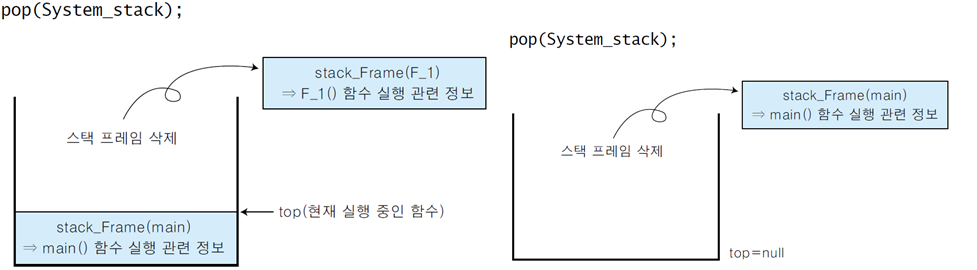 pop(System_stack);
stack_Frame(F_1)
⇒ F_1() 함수 실행 관련 정보
스택 프레임 삭제
top(현재 실행 중인 함수)
stack_Frame(main)
⇒ main() 함수 실행 관련 정보
pop(System_stack);
stack_Frame(main)
⇒ main() 함수 실행 관련 정보
스택 프레임 삭제
top=null